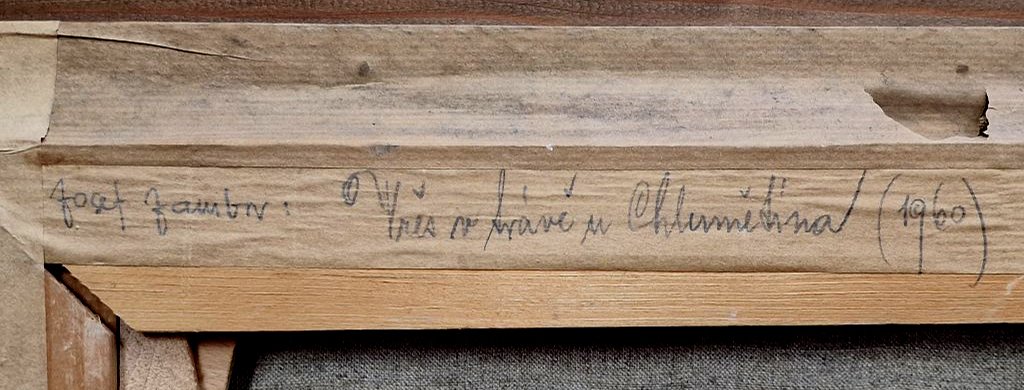 Josef Jambor: Vřes v trávě u Chlumětína (1960)